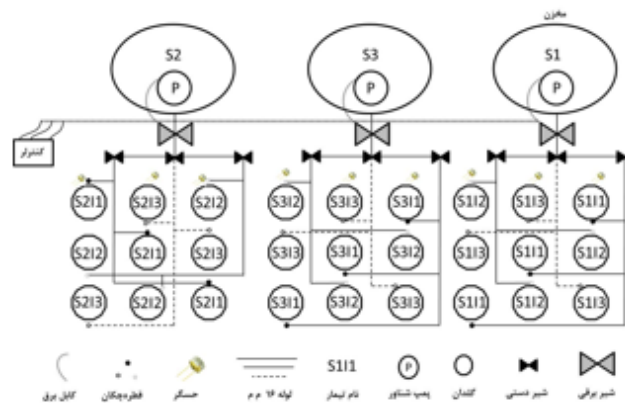 مخزن
S2 S3 S1
P P P
کنترلر
S2I1 S2I3 S2I2 S3I2 S3I3 S3I1 S1I2 S1I3 S1I1
S2I2 S2I1 S2I3 S3I3 S3I1 S3I2 S1I3 S1I1 S1I2
S2I3 S2I2 S2I1 S3I1 S3I2 S3I3 S1I1 S1I2 S1I3
S1I1 P
شیر برقی شیر دستی گلدان پمپ شناور نام تیمار لوله ۱۶ م م حسگر قطره‌چکان کابل برق